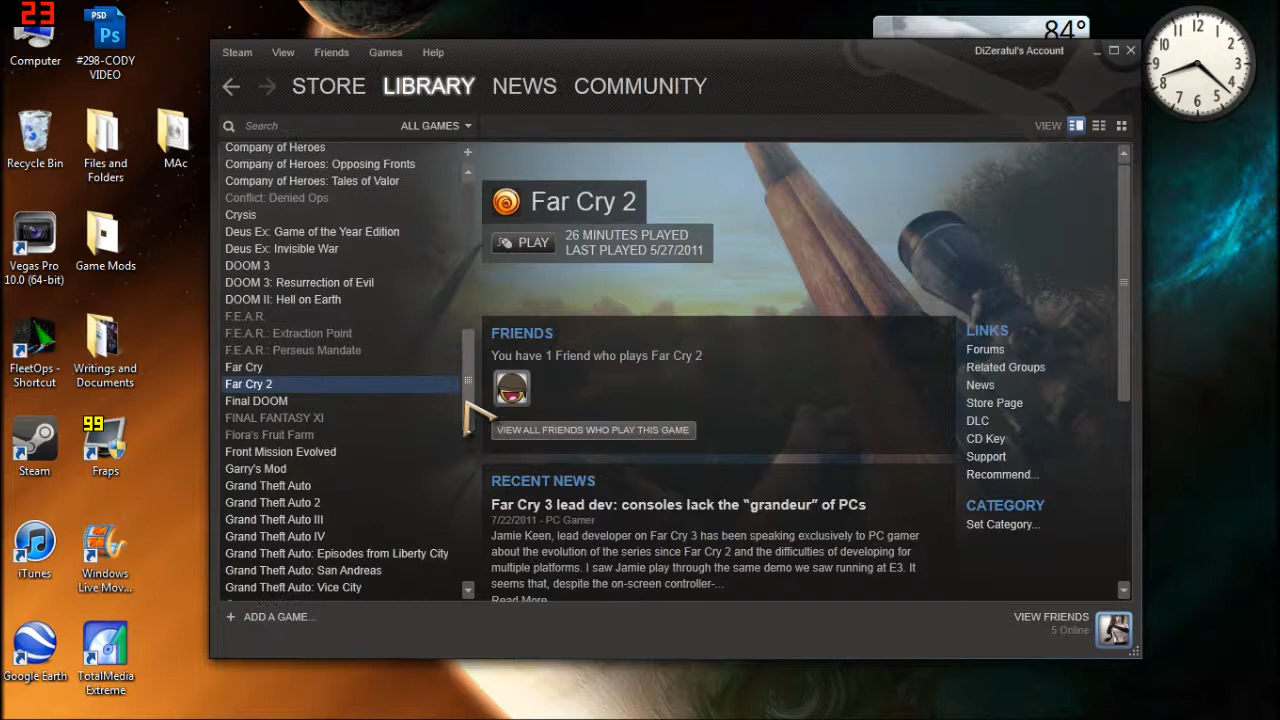 23
Computer
PSD
Ps
#298-CODY
VIDEO
Recycle Bin
Files and
Folders
MAc
Vegas Pro
10.0 (64-bit)
Game Mods
FleetOps -
Shortcut
Writings and
Documents
Steam
99
Fraps
iTunes
Windows
Live Mov...
Google Earth
TotalMedia
Extreme
84°
12
11
1
10
2
9
3
8
4
7
5
6
Steam
View
Friends
Games
Help
DiZeratul's Account
STORE
LIBRARY
NEWS
COMMUNITY
Search
ALL GAMES
VIEW
Company of Heroes
Company of Heroes: Opposing Fronts
Company of Heroes: Tales of Valor
Conflict: Denied Ops
Crysis
Deus Ex: Game of the Year Edition
Deus Ex: Invisible War
DOOM 3
DOOM 3: Resurrection of Evil
DOOM II: Hell on Earth
F.E.A.R.
F.E.A.R.: Extraction Point
F.E.A.R.: Perseus Mandate
Far Cry
Far Cry 2
Final DOOM
FINAL FANTASY XI
Flora's Fruit Farm
Front Mission Evolved
Garry's Mod
Grand Theft Auto
Grand Theft Auto 2
Grand Theft Auto III
Grand Theft Auto IV
Grand Theft Auto: Episodes from Liberty City
Grand Theft Auto: San Andreas
Grand Theft Auto: Vice City
+ ADD A GAME...
Far Cry 2
PLAY
26 MINUTES PLAYED
LAST PLAYED 5/27/2011
FRIENDS
You have 1 Friend who plays Far Cry 2
VIEW ALL FRIENDS WHO PLAY THIS GAME
RECENT NEWS
Far Cry 3 lead dev: consoles lack the “grandeur” of PCs
7/22/2011 - PC Gamer
Jamie Keen, lead developer on Far Cry 3 has been speaking exclusively to PC gamer
about the evolution of the series since Far Cry 2 and the difficulties of developing for
multiple platforms. I saw Jamie play through the same demo we saw running at E3. It
seems that, despite the on-screen controller-...
Read More
LINKS
Forums
Related Groups
News
Store Page
DLC
CD Key
Support
Recommend...
CATEGORY
Set Category...
VIEW FRIENDS
5 Online